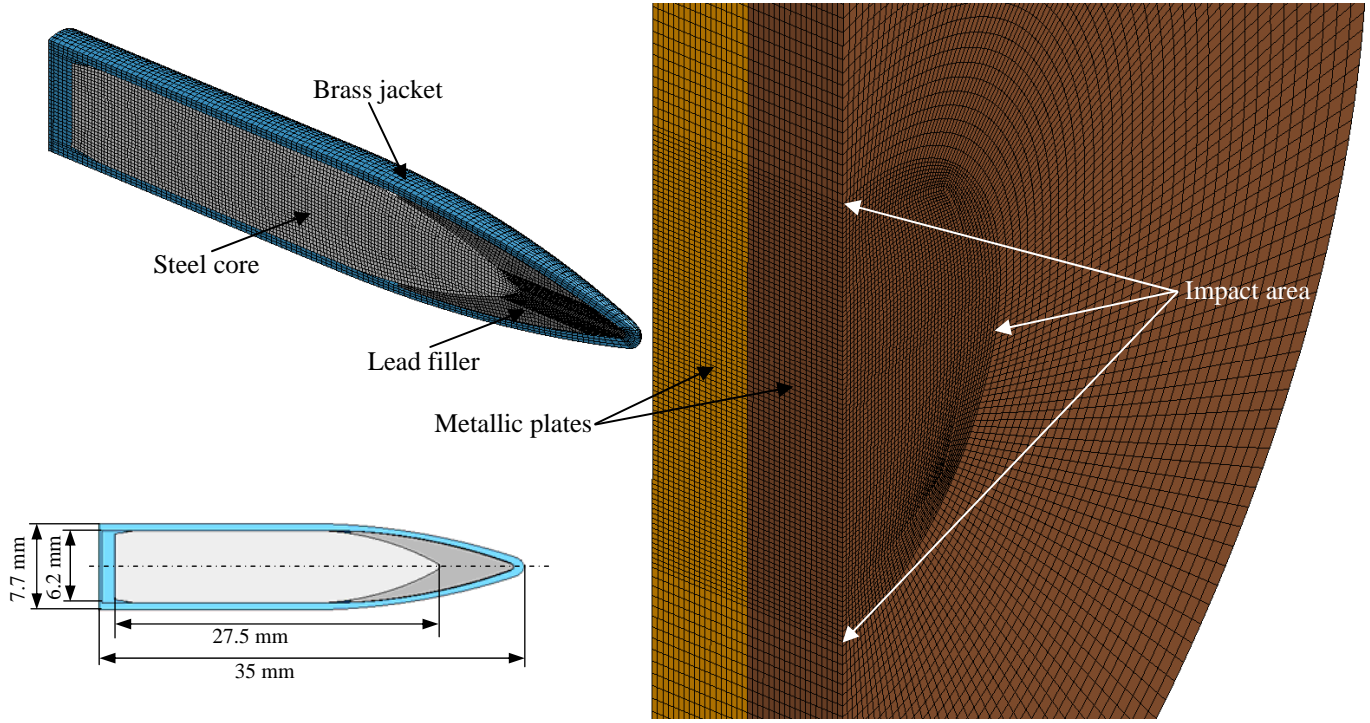 Brass jacket
Steel core
Lead filler
Impact area
Metallic plates
7.7 mm
6.2 mm
27.5 mm
35 mm